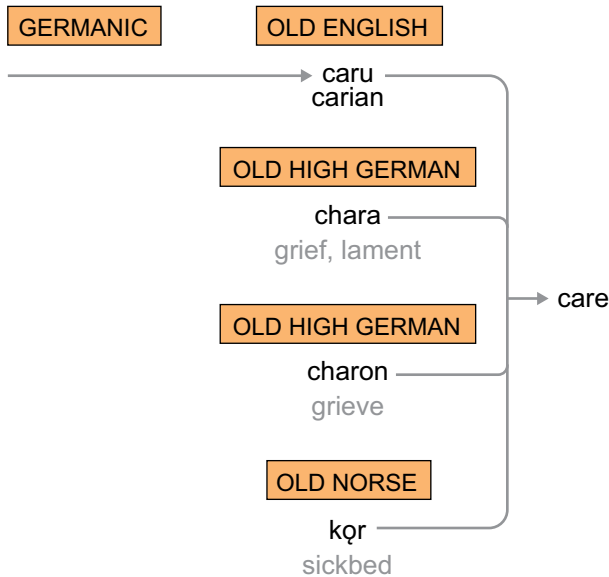 GERMANIC
OLD ENGLISH
caru
carian
OLD HIGH GERMAN
chara
grief, lament
care
OLD HIGH GERMAN
charon
grieve
OLD NORSE
kǫr
sickbed